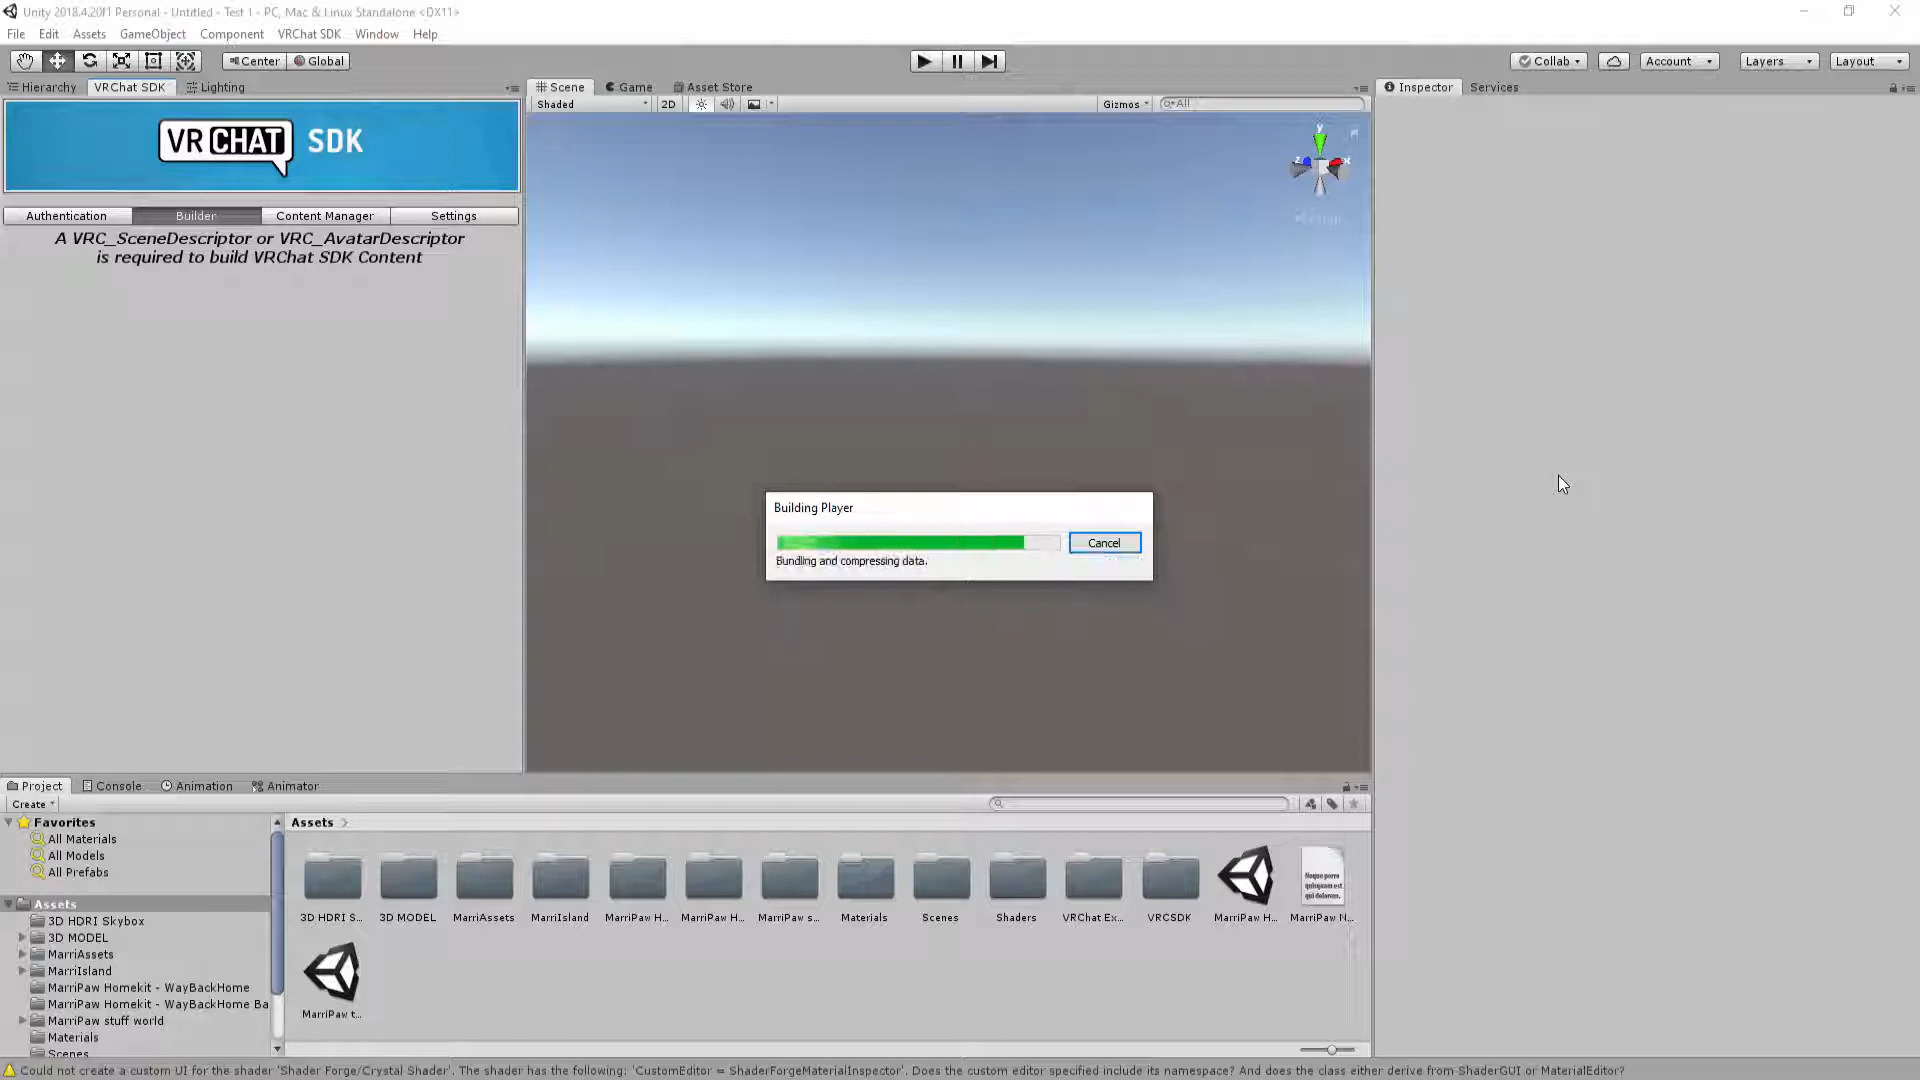 Unity 2018.4.20f1 Personal - Untitled - Test 1 - PC, Mac & Linux Standalone <DX11>
File Edit Assets GameObject Component VRChat SDK Window Help
Center Global Collab Account Layers Layout
Hierarchy VRChat SDK Lighting
Scene Game Asset Store
Inspector Services
Shaded 2D Gizmos All
VR CHAT SDK
Authentication Builder Content Manager Settings
A VRC_SceneDescriptor or VRC_AvatarDescriptor
is required to build VRChat SDK Content
y
z x
Building Player
Cancel
Bundling and compressing data.
Project Console Animation Animator
Create
Favorites
All Materials
All Models
All Prefabs
Assets
3D HDRI Skybox
3D MODEL
MarriAssets
MarriIsland
MarriPaw Homekit - WayBackHome
MarriPaw Homekit - WayBackHome Ba
MarriPaw stuff world
Materials
Scenes
Assets
Neque porro
quisquam est
qui dolorem,
3D HDRI S... 3D MODEL MarriAssets MarriIsland MarriPaw H... MarriPaw H... MarriPaw s... Materials Scenes Shaders VRChat Ex... VRCSDK MarriPaw H... MarriPaw N...
MarriPaw t...
Could not create a custom UI for the shader 'Shader Forge/Crystal Shader'. The shader has the following: 'CustomEditor = ShaderForgeMaterialInspector'. Does the custom editor specified include its namespace? And does the class either derive from ShaderGUI or MaterialEditor?